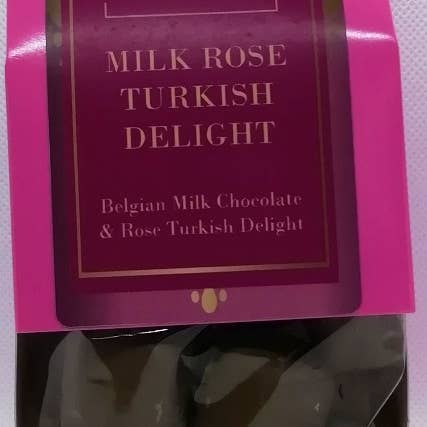 MILK ROSE
TURKISH
DELIGHT
Belgian Milk Chocolate
& Rose Turkish Delight